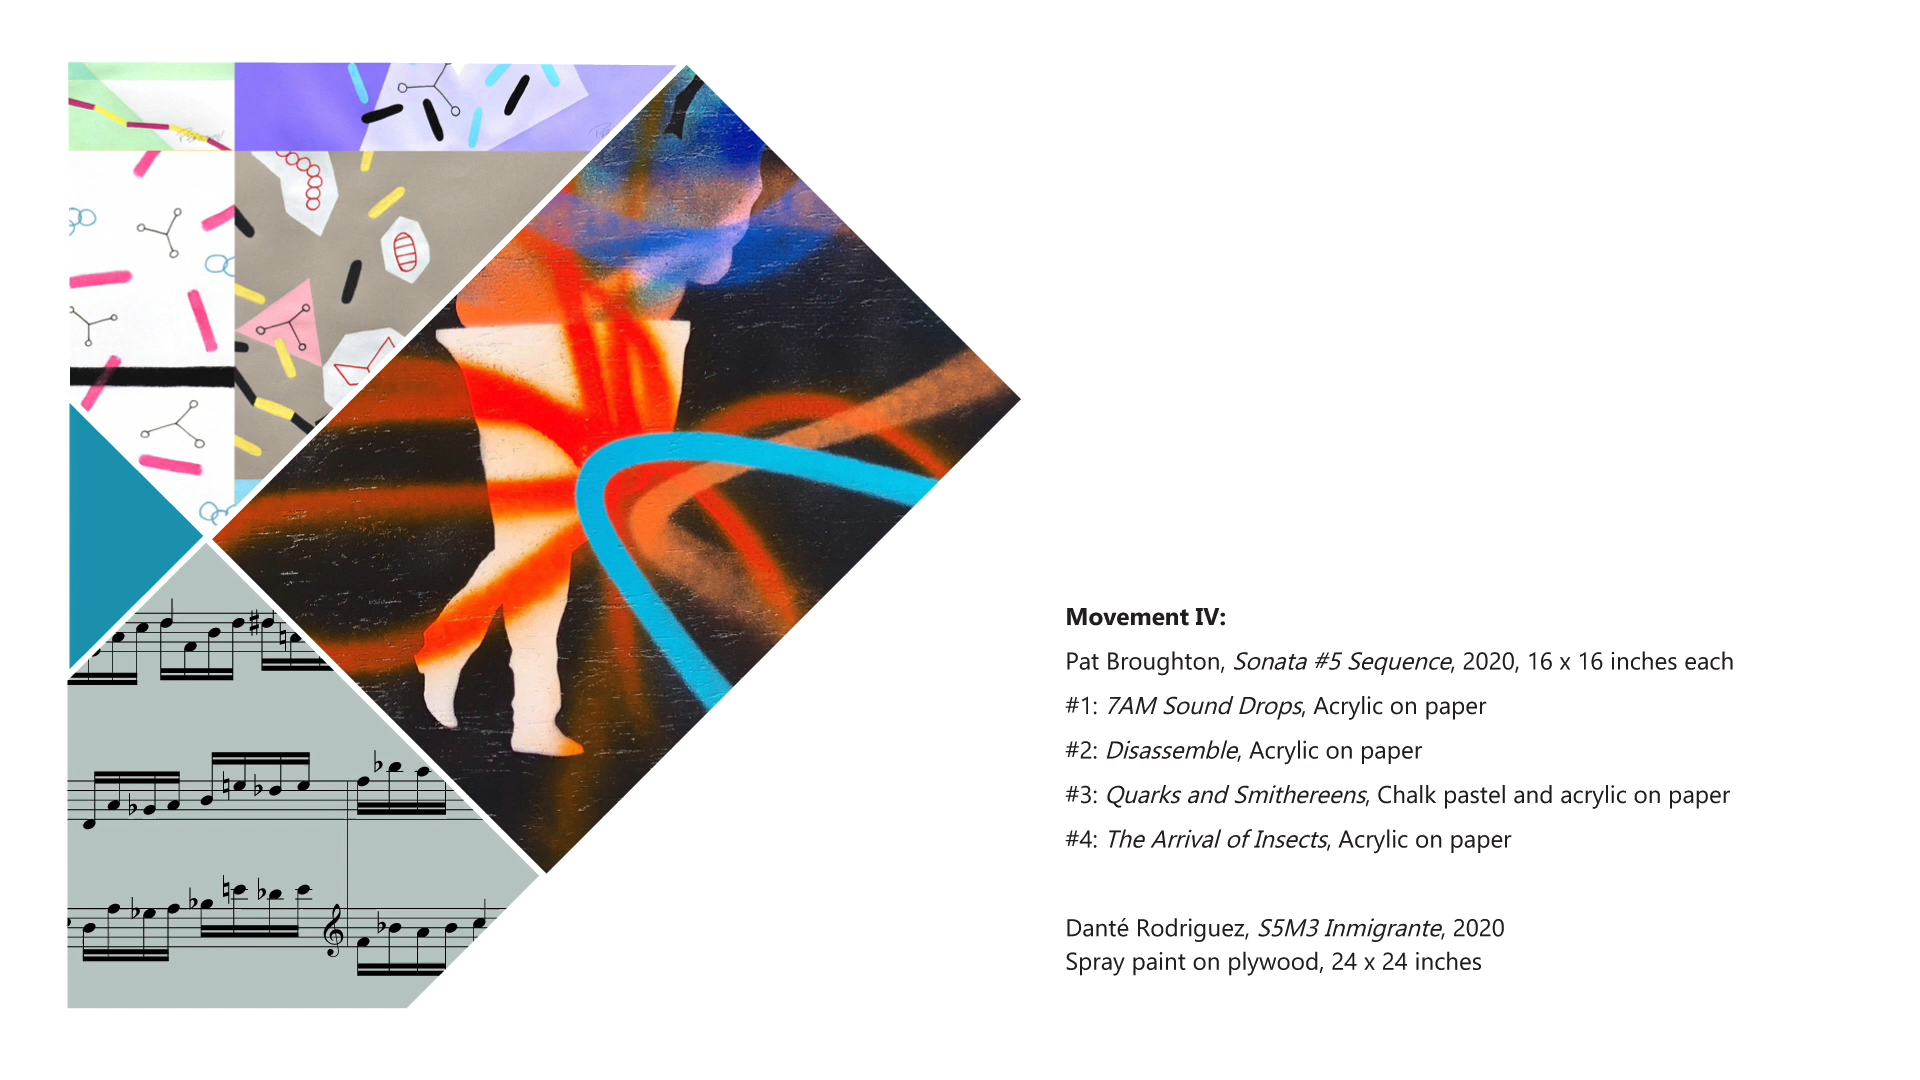 Movement IV:
Pat Broughton, Sonata #5 Sequence, 2020, 16 x 16 inches each
#1: 7AM Sound Drops, Acrylic on paper
#2: Disassemble, Acrylic on paper
#3: Quarks and Smithereens, Chalk pastel and acrylic on paper
#4: The Arrival of Insects, Acrylic on paper
Danté Rodriguez, S5M3 Inmigrante, 2020
Spray paint on plywood, 24 x 24 inches